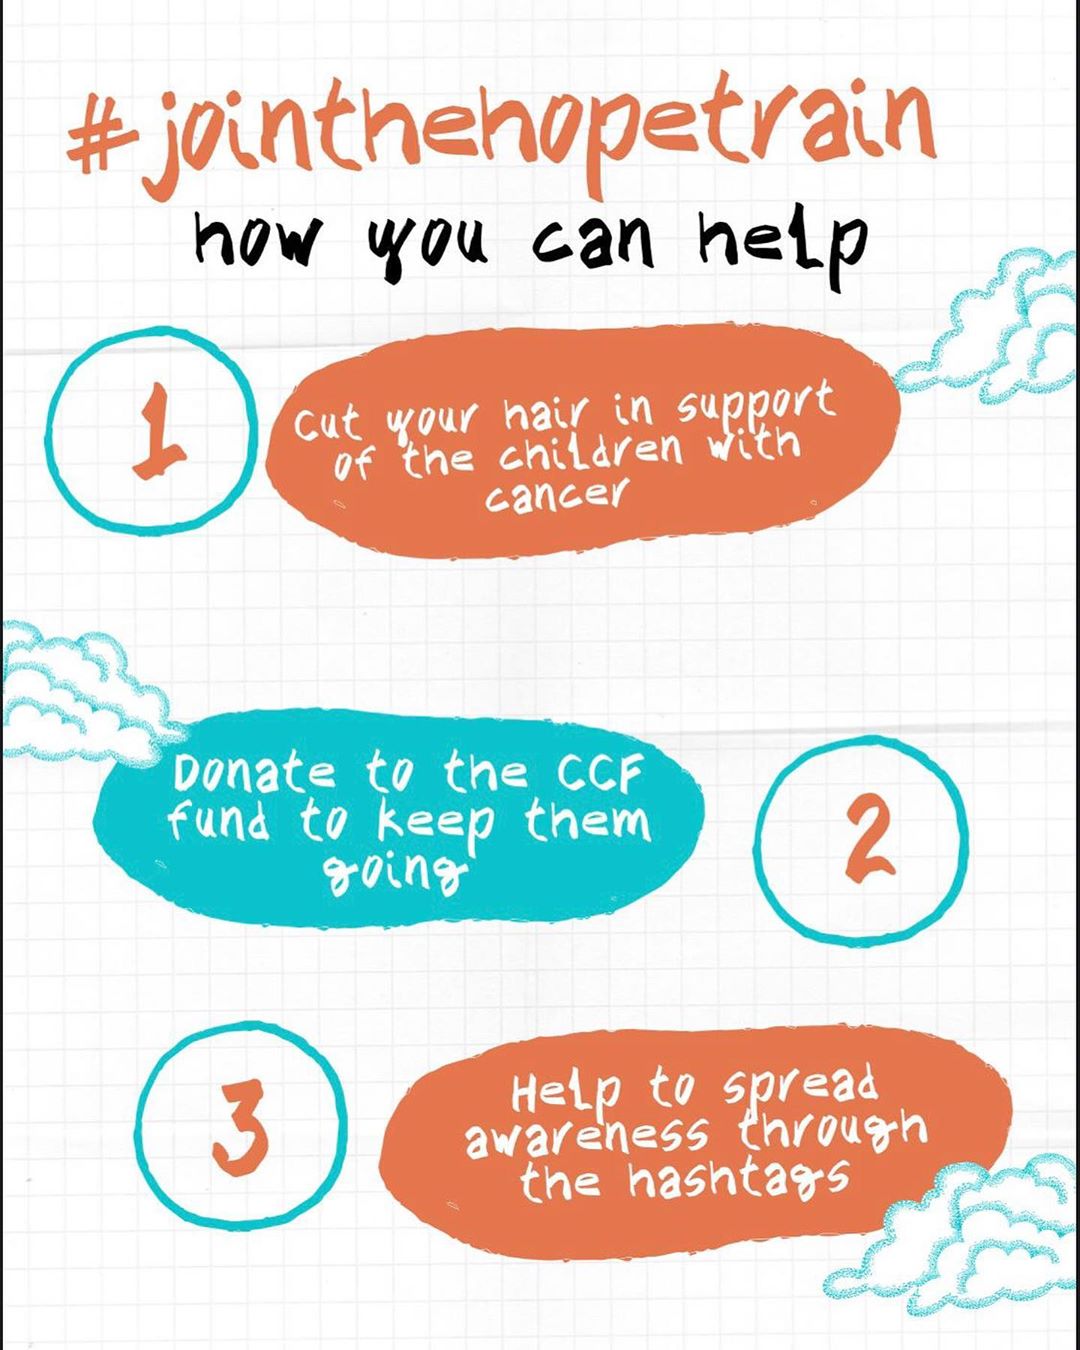 #jointhehopetrain
how you can help
1
Cut your hair in support
of the children with
cancer
Donate to the CCF
fund to keep them
going
2
3
Help to spread
awareness through
the hashtags